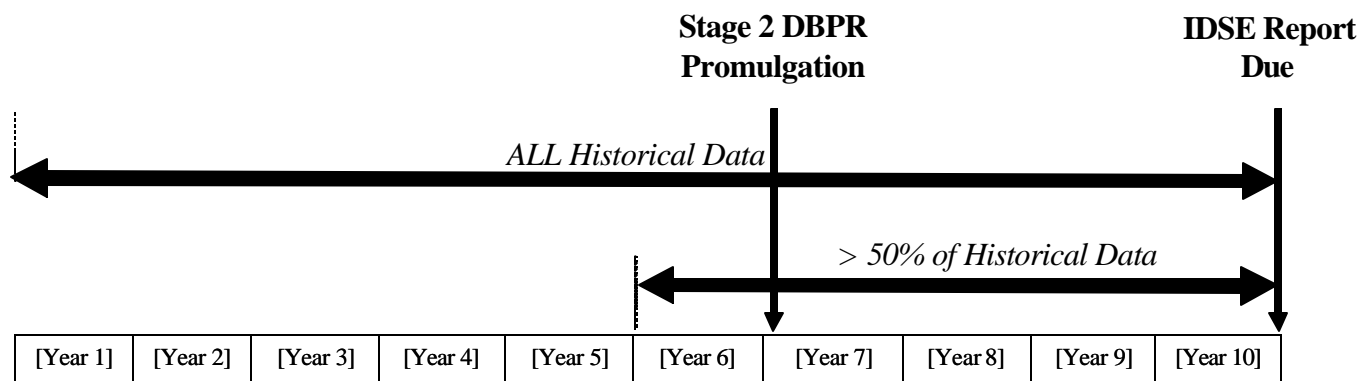 Stage 2 DBPR
Promulgation
IDSE Report
Due
ALL Historical Data
> 50% of Historical Data
[Year 1] [Year 2] [Year 3] [Year 4] [Year 5] [Year 6] [Year 7] [Year 8] [Year 9] [Year 10]